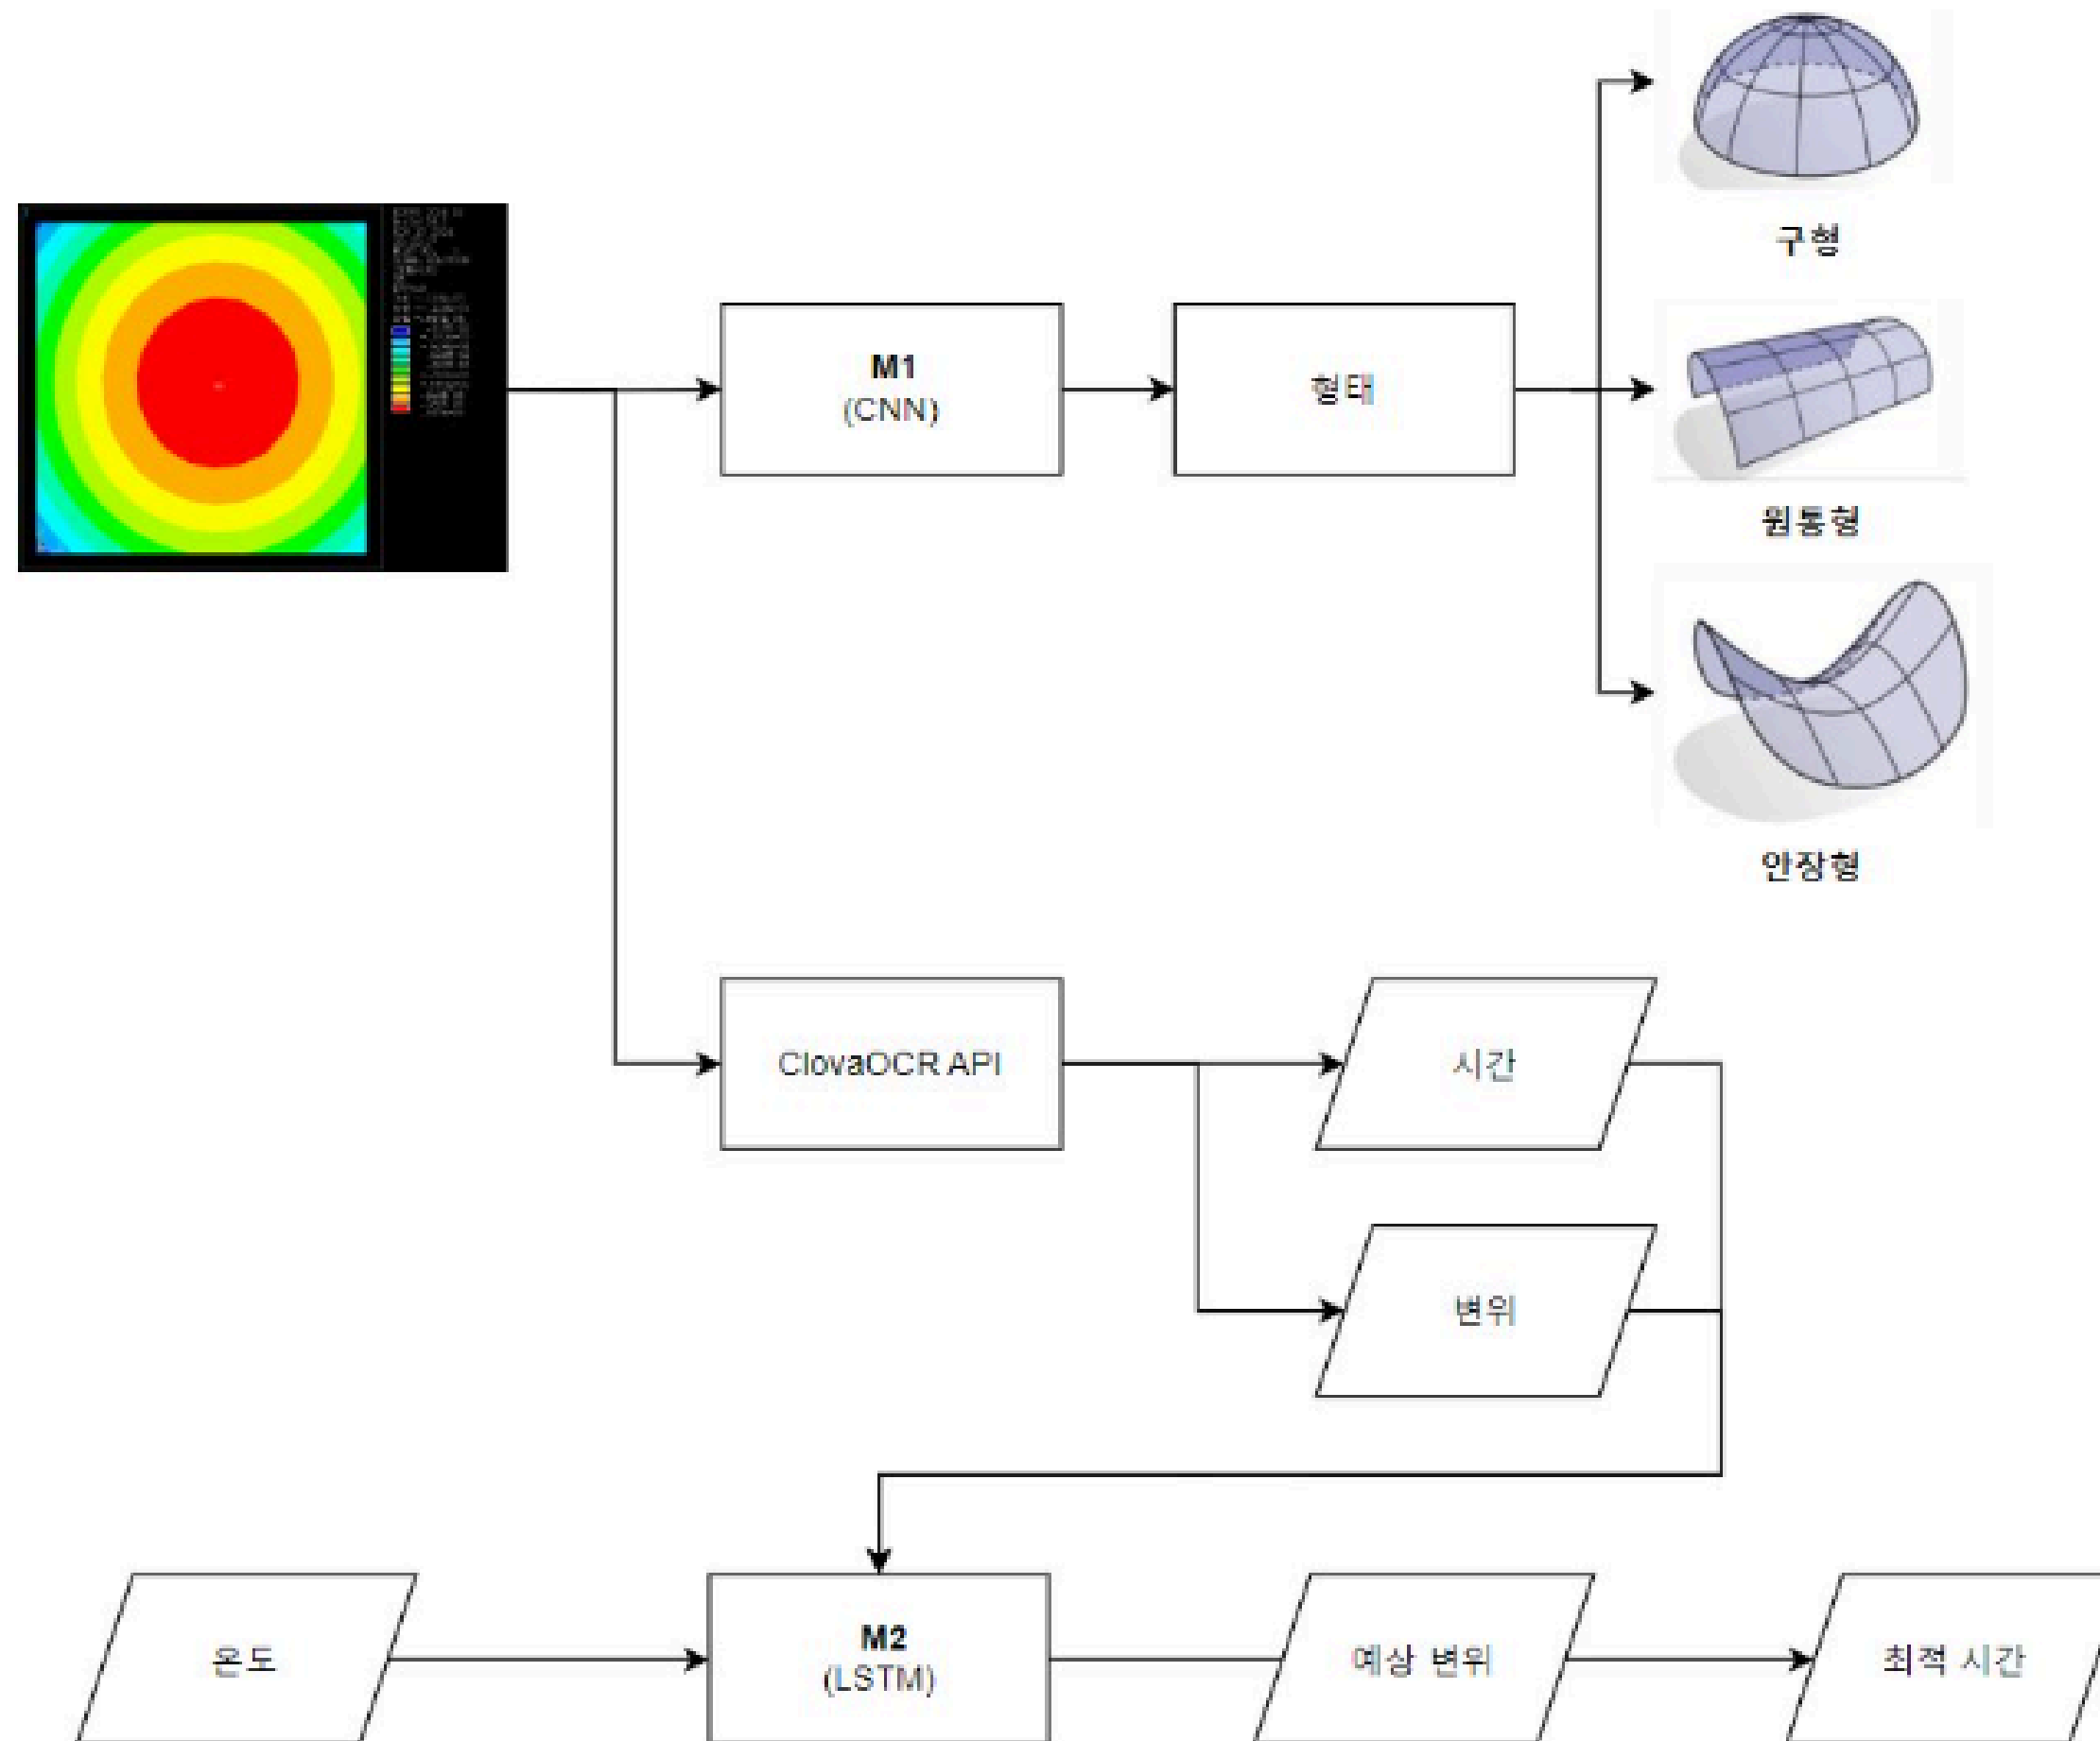 구형
M1
(CNN)
형태
원통형
안장형
ClovaOCR API
시간
변위
온도
M2
(LSTM)
예상 변위
최적 시간